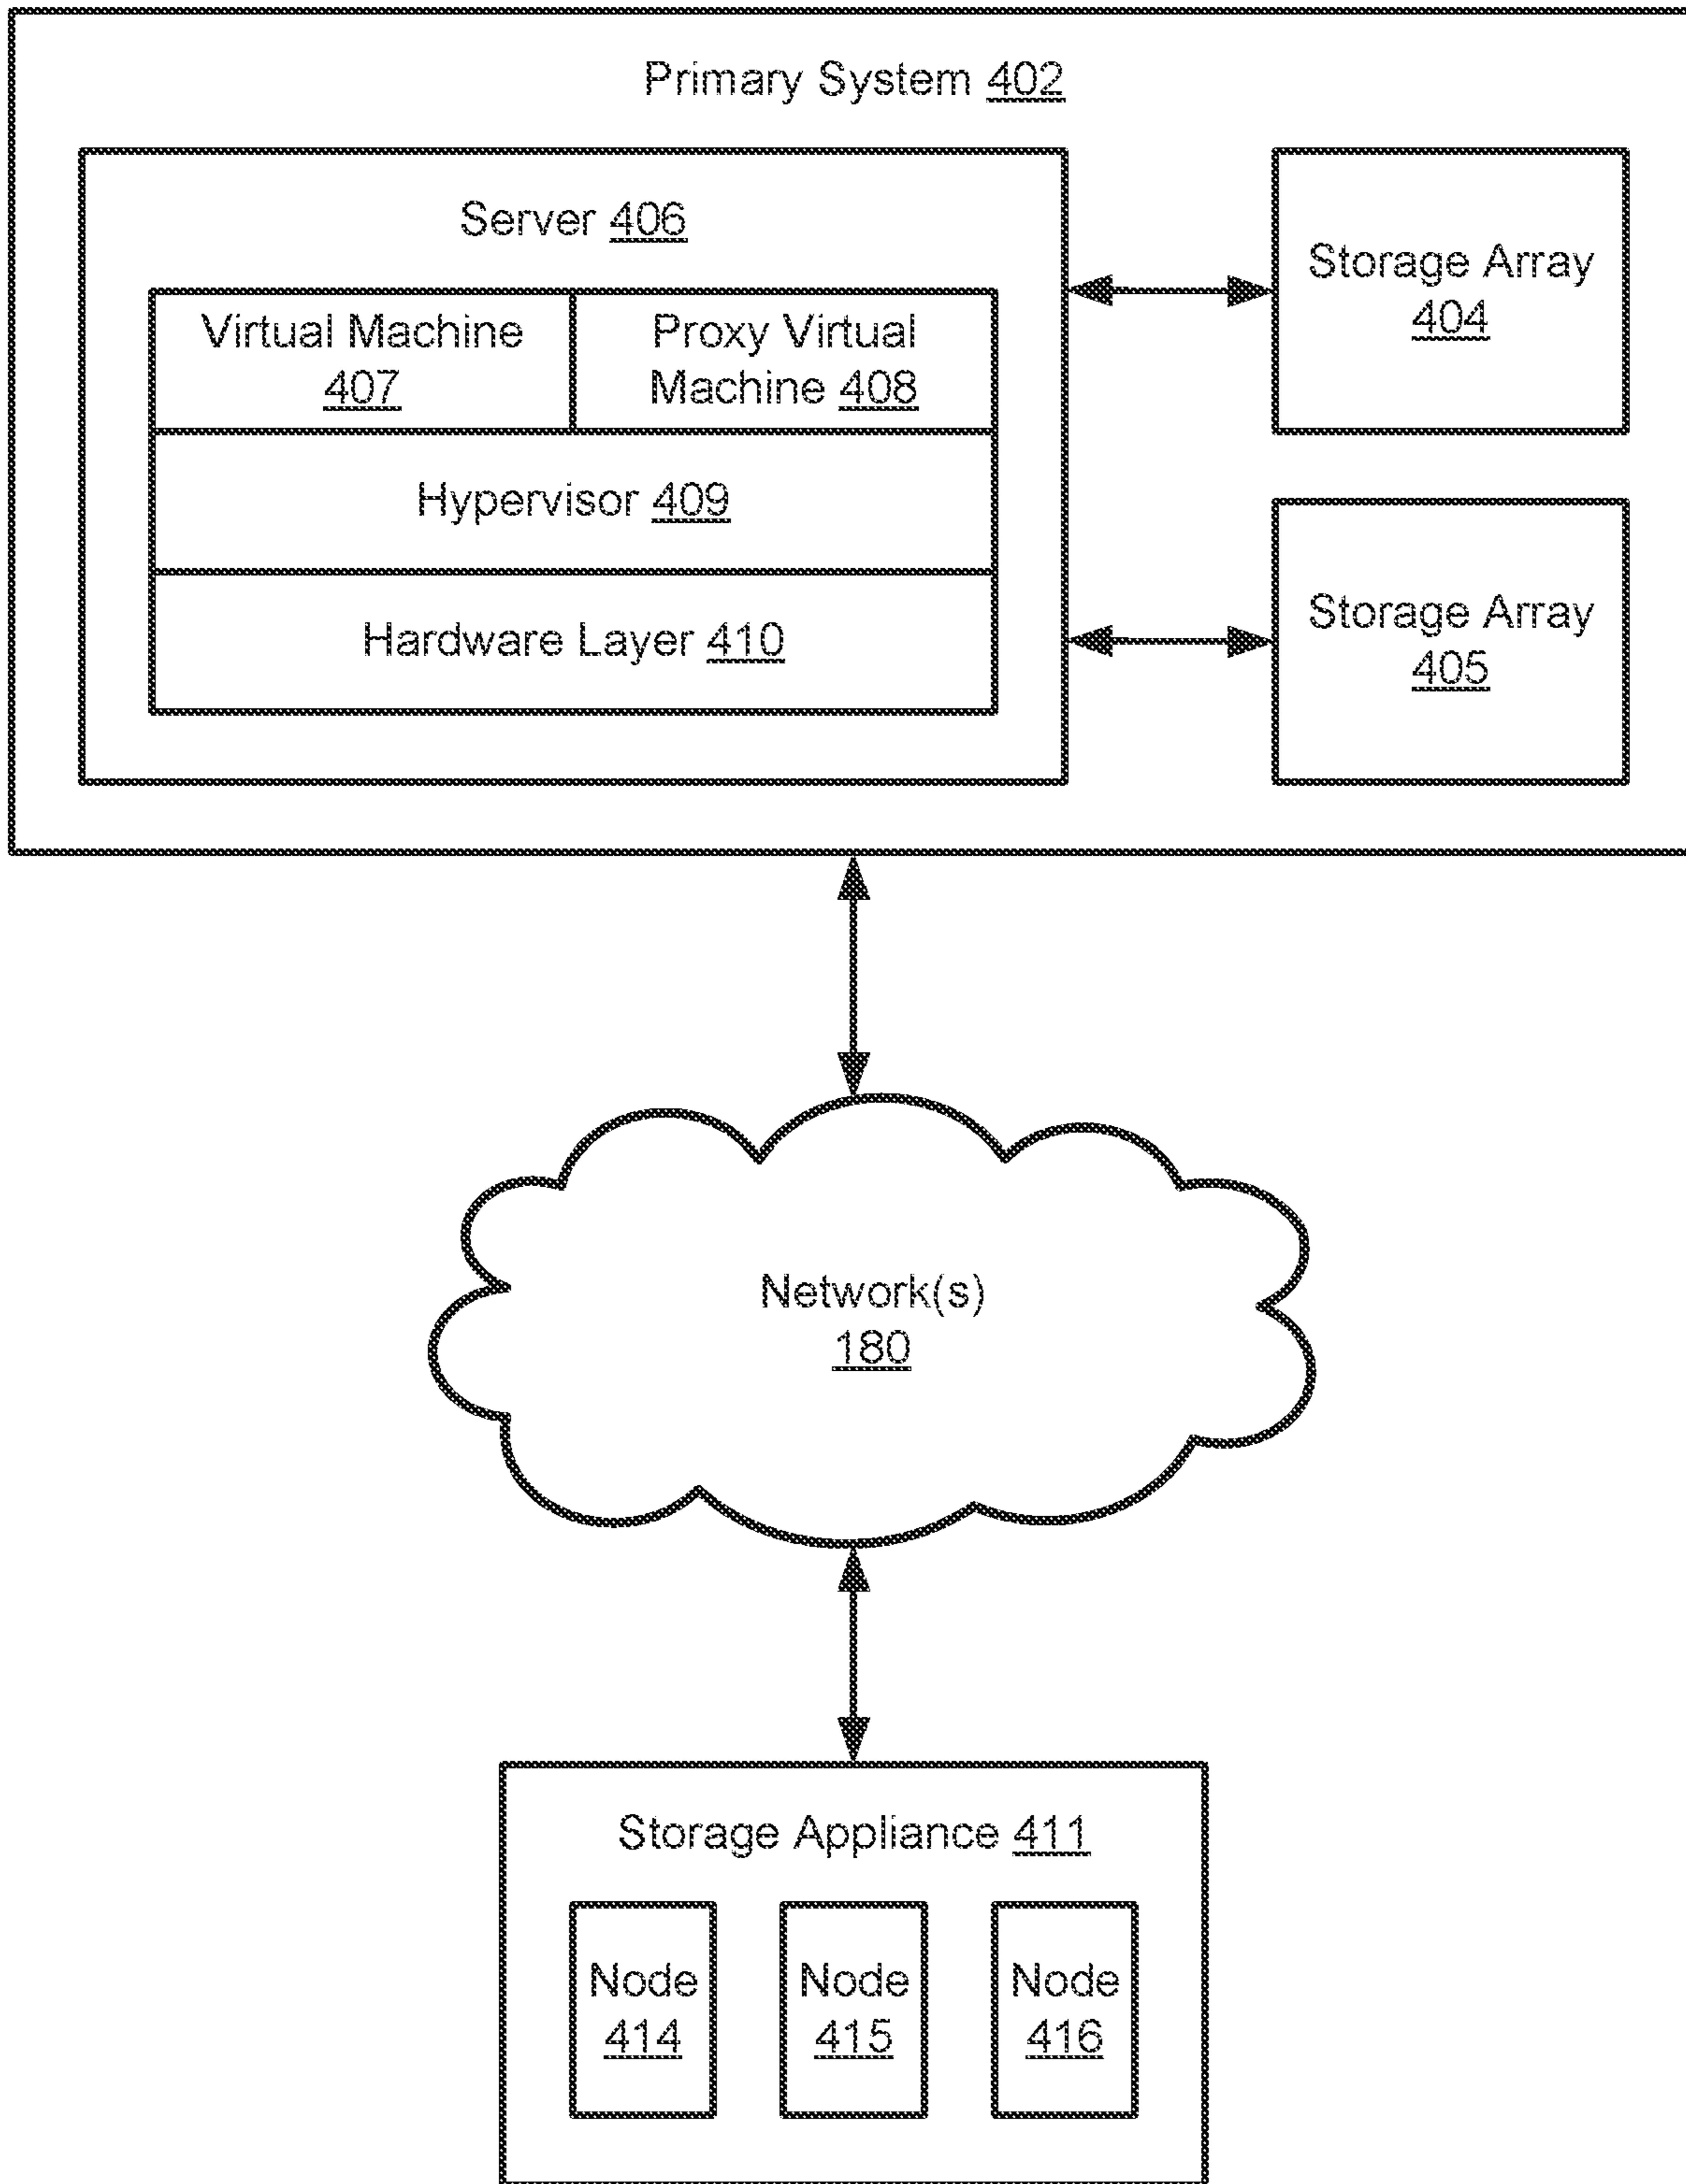 Primary System 402
Server 406
Virtual Machine
407
Proxy Virtual
Machine 408
Hypervisor 409
Hardware Layer 410
Storage Array
404
Storage Array
405
Network(s)
180
Storage Appliance 411
Node
414
Node
415
Node
416